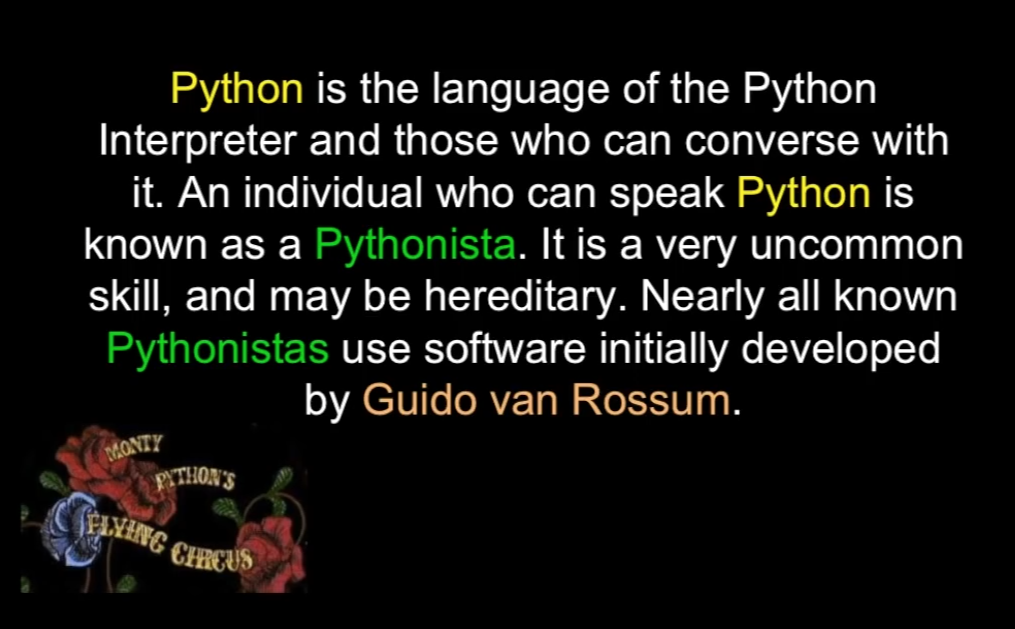 Python is the language of the Python
Interpreter and those who can converse with
it. An individual who can speak Python is
known as a Pythonista. It is a very uncommon
skill, and may be hereditary. Nearly all known
Pythonistas use software initially developed
by Guido van Rossum.
MONTY
PYTHON'S
FLYING CIRCUS